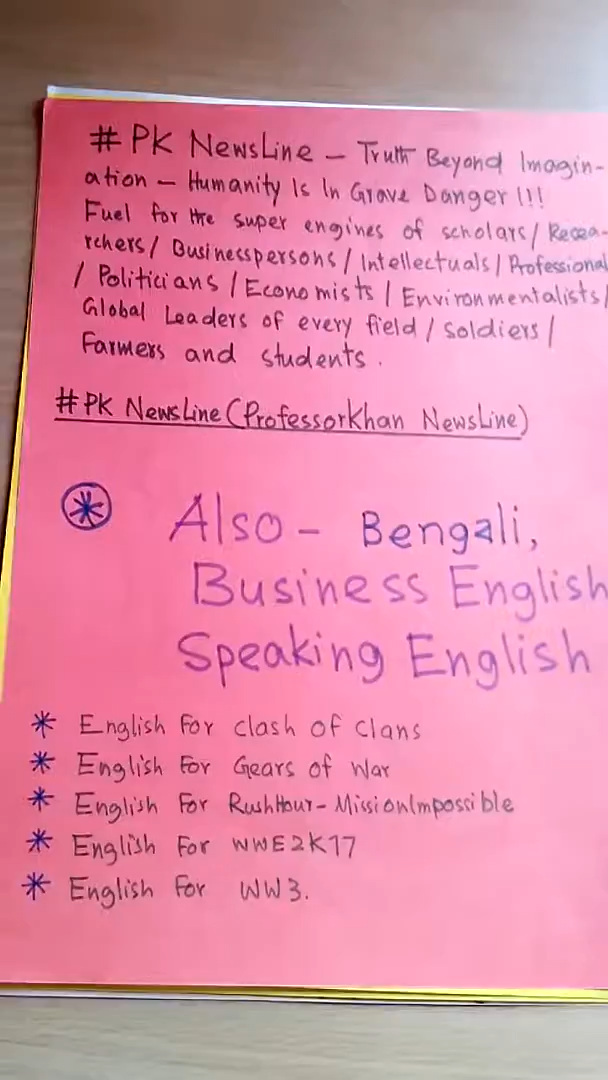 # PK NewsLine – Truth Beyond Imagin-
ation – Humanity Is In Grave Danger !!!
Fuel for the super engines of scholars/ Resea-
rchers/ Businesspersons/ Intellectuals/ Professional
/ Politicians / Economists / Environmentalists/
Global Leaders of every field / soldiers /
Farmers and students.
#PK NewsLine (ProfessorKhan NewsLine)
Also – Bengali,
Business English
Speaking English
* English For Clash of Clans
* English For Gears of War
* English For RushHour-MissionImpossible
* English For WWE2K17
* English For WW3.